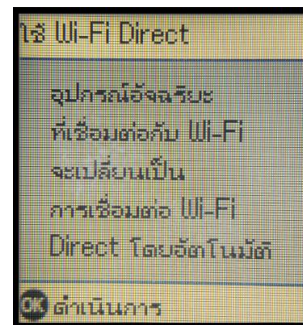 ใช้ Wi-Fi Direct
อุปกรณ์อัจฉริยะ
ที่เชื่อมต่อกับ Wi-Fi
จะเปลี่ยนเป็น
การเชื่อมต่อ Wi-Fi
Direct โดยอัตโนมัติ
OK ดำเนินการ